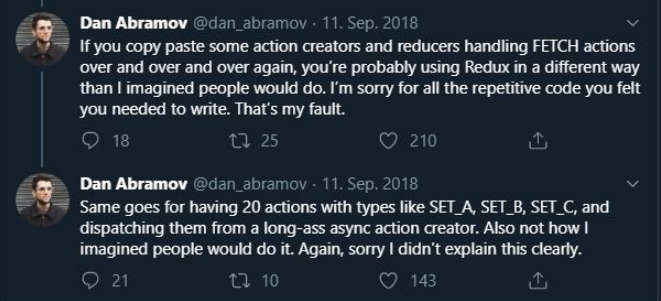 Dan Abramov @dan_abramov · 11. Sep. 2018
If you copy paste some action creators and reducers handling FETCH actions
over and over and over again, you’re probably using Redux in a different way
than I imagined people would do. I’m sorry for all the repetitive code you felt
you needed to write. That’s my fault.
18 25 210
Dan Abramov @dan_abramov · 11. Sep. 2018
Same goes for having 20 actions with types like SET_A, SET_B, SET_C, and
dispatching them from a long-ass async action creator. Also not how I
imagined people would do it. Again, sorry I didn’t explain this clearly.
21 10 143